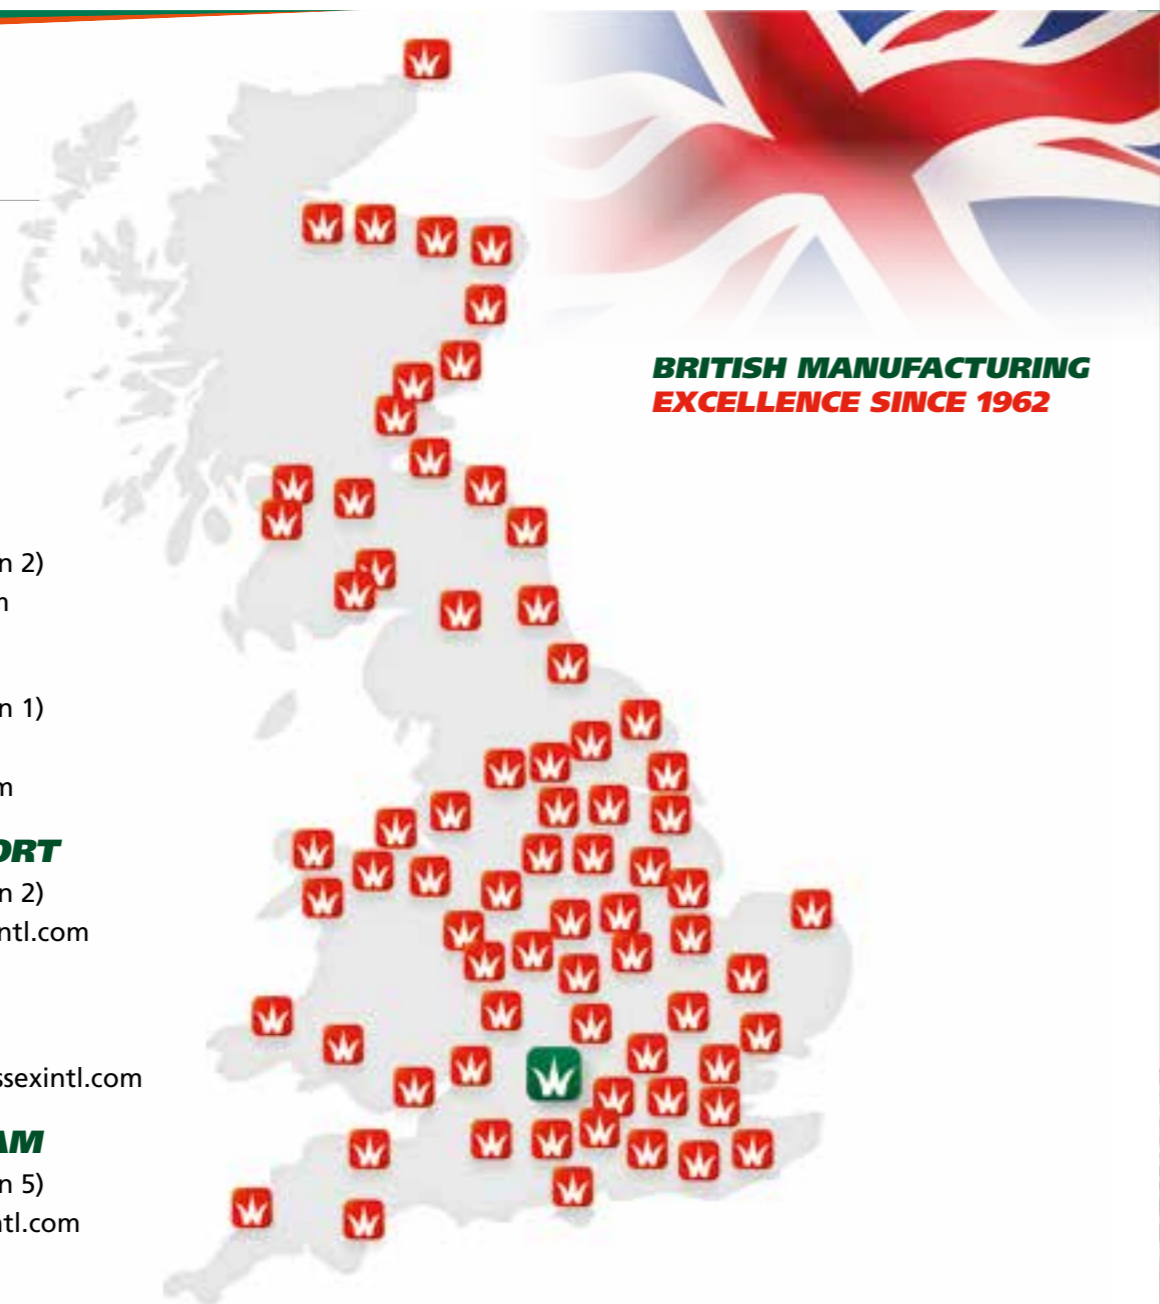 BRITISH MANUFACTURING
EXCELLENCE SINCE 1962
n 2)
n
n 1)
m
ORT
n 2)
ntl.com
ssexintl.com
AM
n 5)
ntl.com